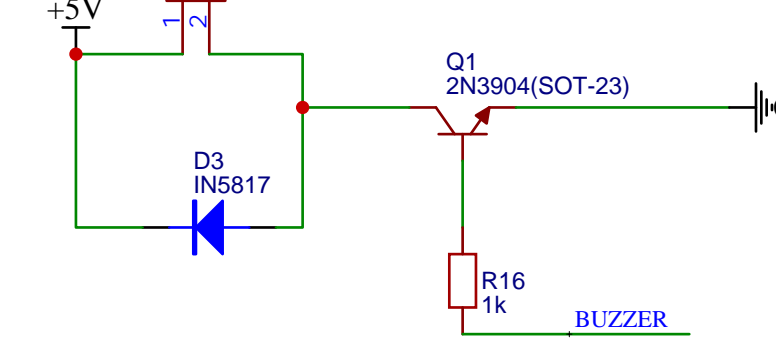 +5V
1
2
Q1
2N3904(SOT-23)
D3
IN5817
R16
1k
BUZZER